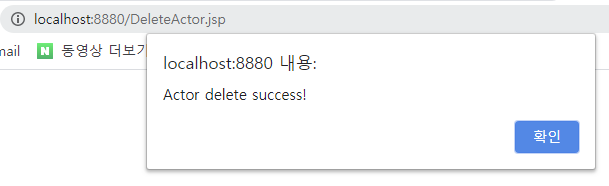 localhost:8880/DeleteActor.jsp
mail
N 동영상 더보기
localhost:8880 내용:
Actor delete success!
확인